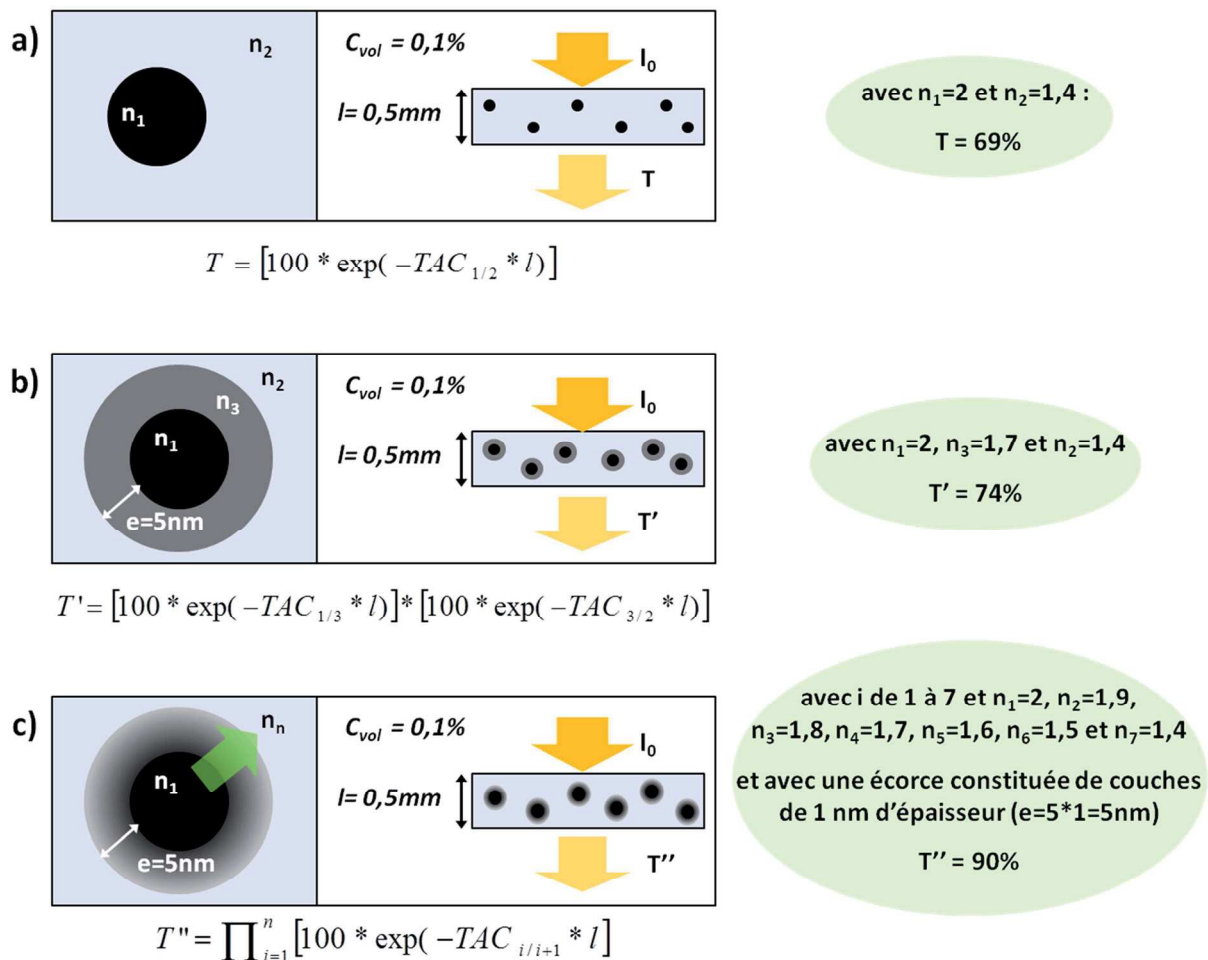 a)
n₂
n₁
C_vol = 0,1%
I₀
l= 0,5mm
T
avec n₁=2 et n₂=1,4 :
T = 69%
T = [100 * exp( −TAC ₁/₂ * l )]
b)
n₂
n₃
n₁
e=5nm
C_vol = 0,1%
I₀
l= 0,5mm
T’
avec n₁=2, n₃=1,7 et n₂=1,4
T’ = 74%
T '= [100 * exp( −TAC ₁/₃ * l )]* [100 * exp( −TAC ₃/₂ * l )]
c)
nₙ
n₁
e=5nm
C_vol = 0,1%
I₀
l= 0,5mm
T’’
avec i de 1 à 7 et n₁=2, n₂=1,9,
n₃=1,8, n₄=1,7, n₅=1,6, n₆=1,5 et n₇=1,4
et avec une écorce constituée de couches
de 1 nm d’épaisseur (e=5*1=5nm)
T’’ = 90%
T "= ∏ⁿᵢ₌₁ [100 * exp( −TAC ᵢ/ᵢ₊₁ * l ]